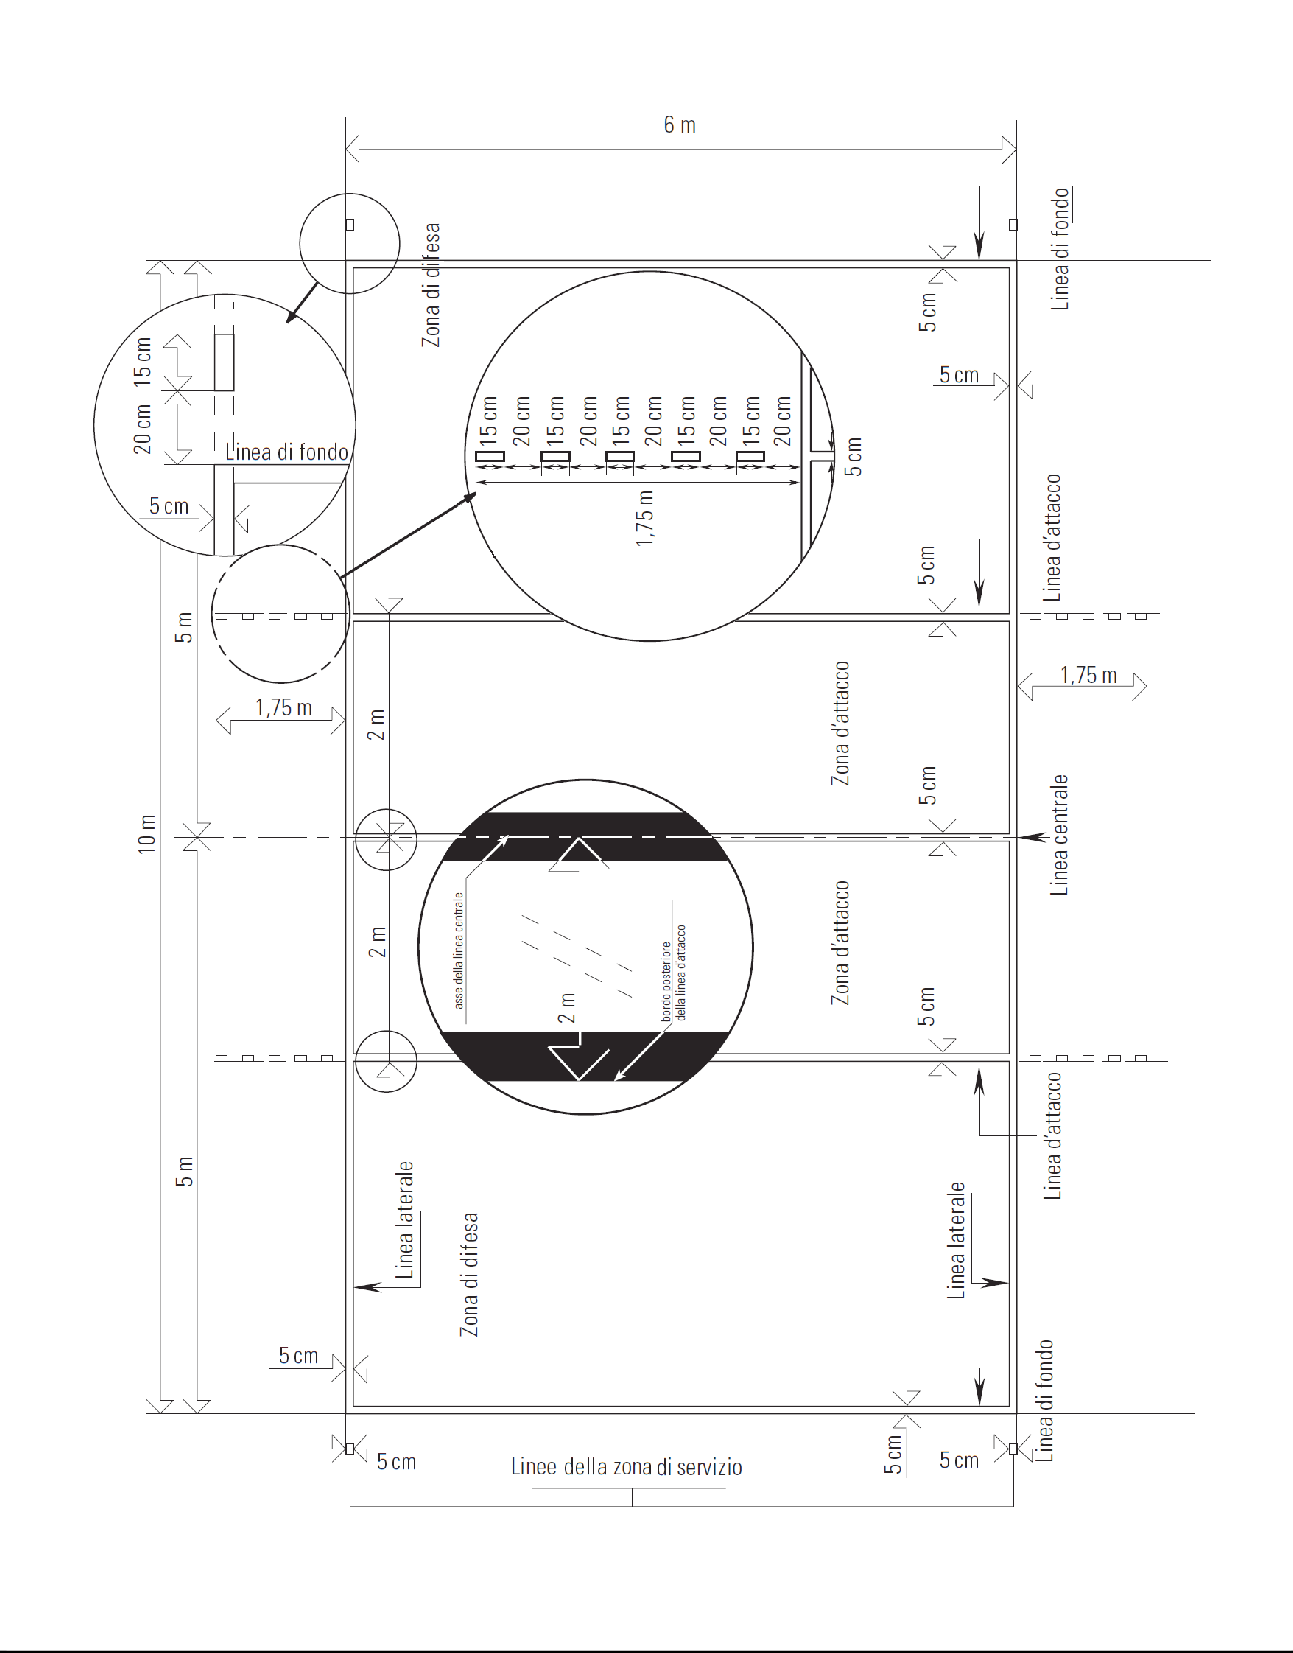 6 m
Linea di fondo
Zona di difesa
5 cm
5 cm
15 cm
20 cm
Linea di fondo
5 cm
15 cm
20 cm
15 cm
20 cm
15 cm
20 cm
15 cm
20 cm
15 cm
20 cm
5 cm
1,75 m
Linea d'attacco
5 cm
5 m
1,75 m
1,75 m
2 m
Zona d'attacco
5 cm
10 m
Linea centrale
2 m
asse della linea centrale
2 m
bordo posteriore
della linea d'attacco
Zona d'attacco
5 cm
Linea d'attacco
5 m
Linea laterale
Zona di difesa
Linea laterale
5 cm
Linea di fondo
5 cm
Linee della zona di servizio
5 cm
5 cm